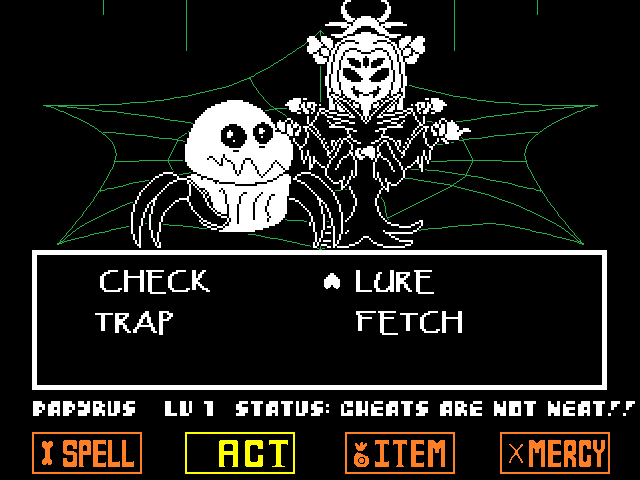 CHECK LURE
TRAP FETCH
PAPYRUS LV 1 STATUS: CHEATS ARE NOT NEAT!!
SPELL ACT ITEM MERCY